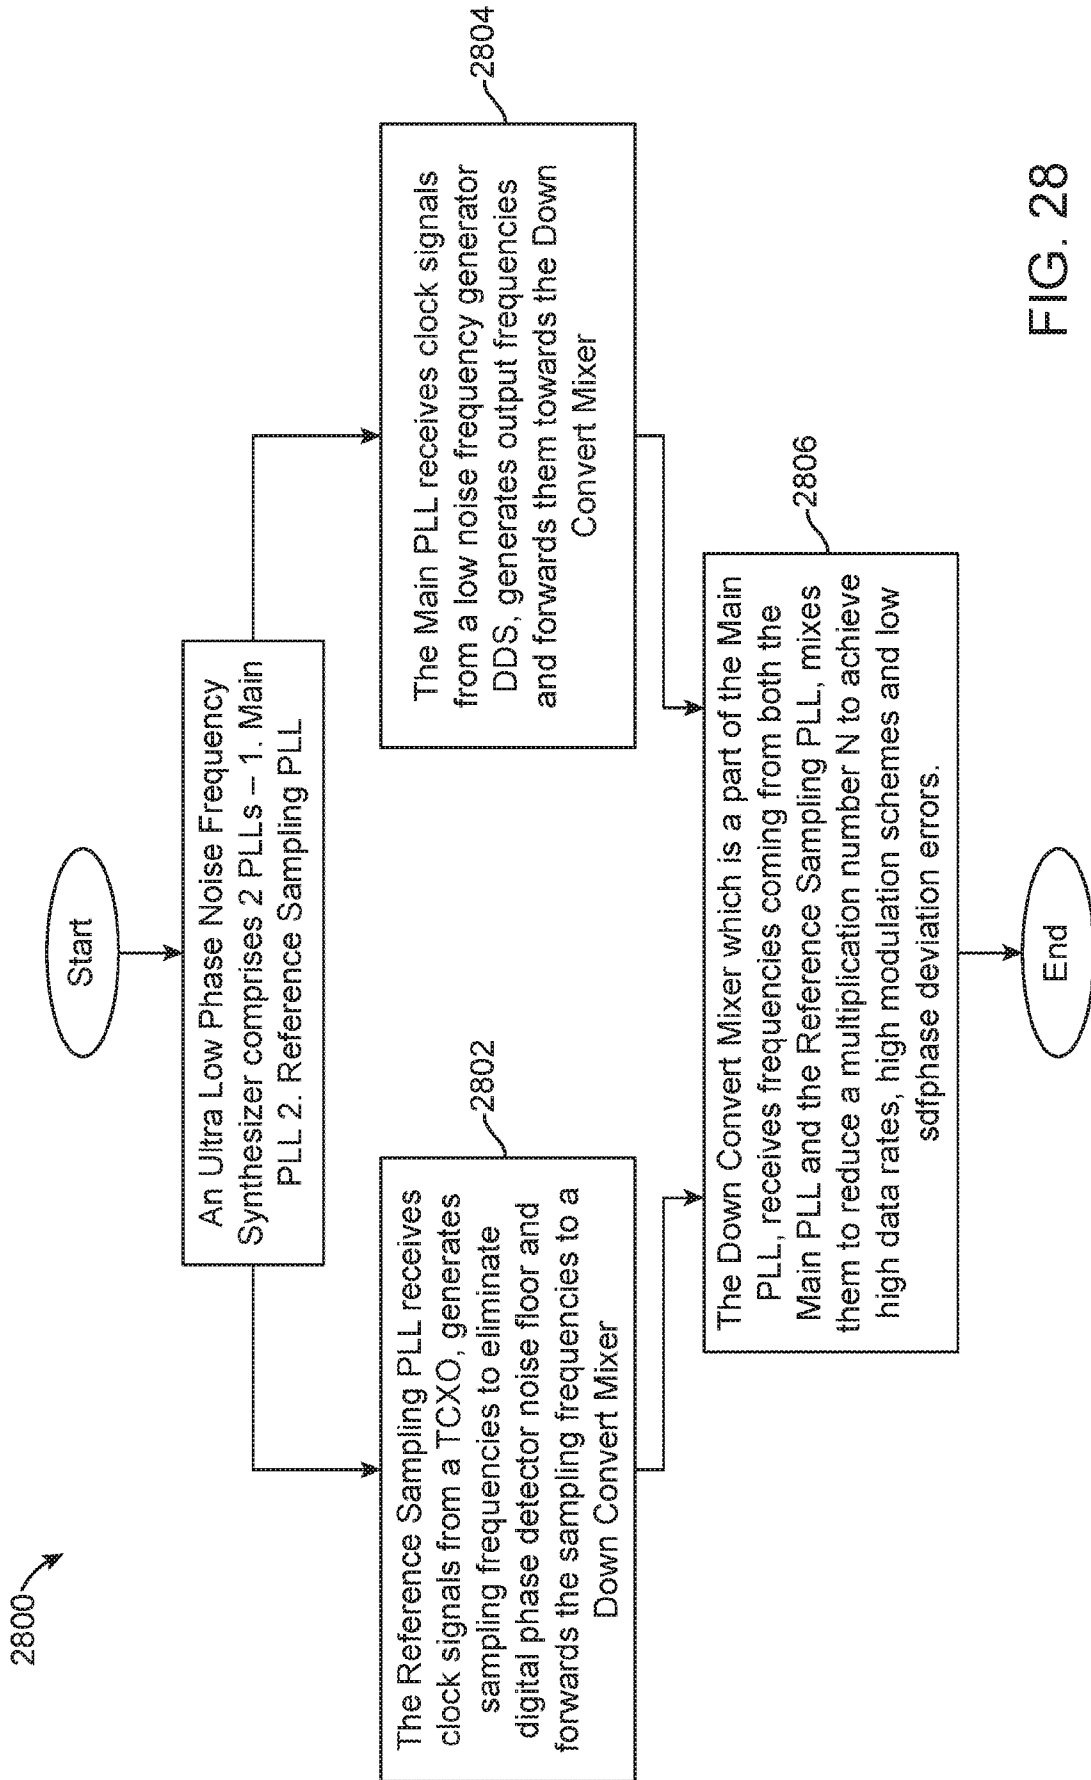 2800
Start
An Ultra Low Phase Noise Frequency
Synthesizer comprises 2 PLLs – 1. Main
PLL 2. Reference Sampling PLL
2802
The Reference Sampling PLL receives
clock signals from a TCXO, generates
sampling frequencies to eliminate
digital phase detector noise floor and
forwards the sampling frequencies to a
Down Convert Mixer
2804
The Main PLL receives clock signals
from a low noise frequency generator
DDS, generates output frequencies
and forwards them towards the Down
Convert Mixer
2806
The Down Convert Mixer which is a part of the Main
PLL, receives frequencies coming from both the
Main PLL and the Reference Sampling PLL, mixes
them to reduce a multiplication number N to achieve
high data rates, high modulation schemes and low
sdfphase deviation errors.
End
FIG. 28